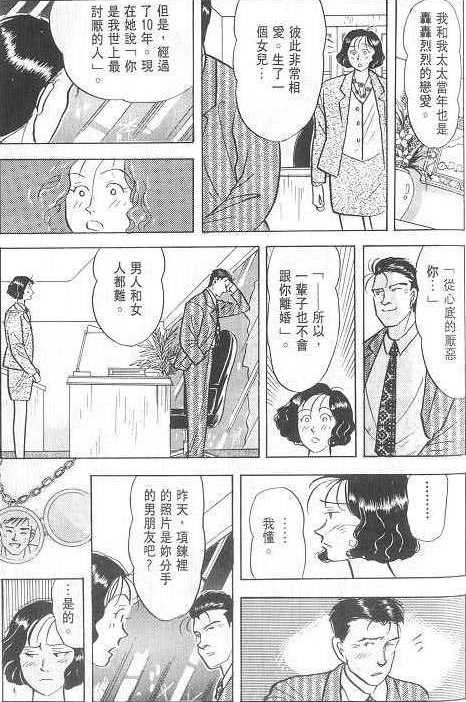 我和我太太當年也是
轟轟烈烈的戀愛。
彼此非常相
愛。生了一
個女兒…
但是，經過
了10年。現
在她說「你
是我世上最
討厭的人」。
「從心底的厭惡
你…」
「——所以，
一輩子也不會
跟你離婚」。
男人和女
人都難。
………
……
我懂。
昨天，項鍊裡
的照片是妳分手
的男朋友吧？
…是的。